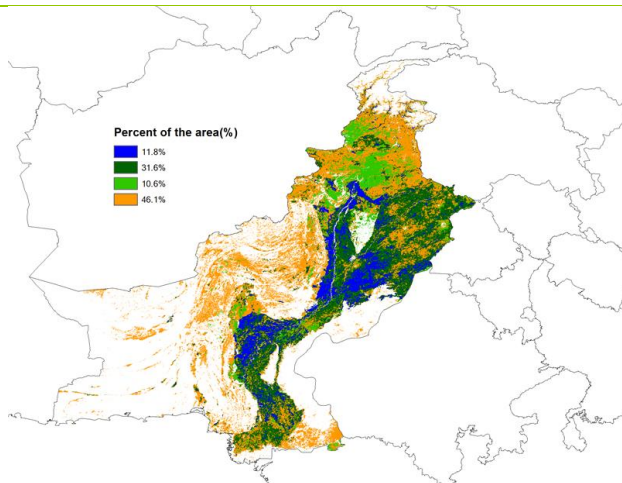 Percent of the area(%)
11.8%
31.6%
10.6%
46.1%